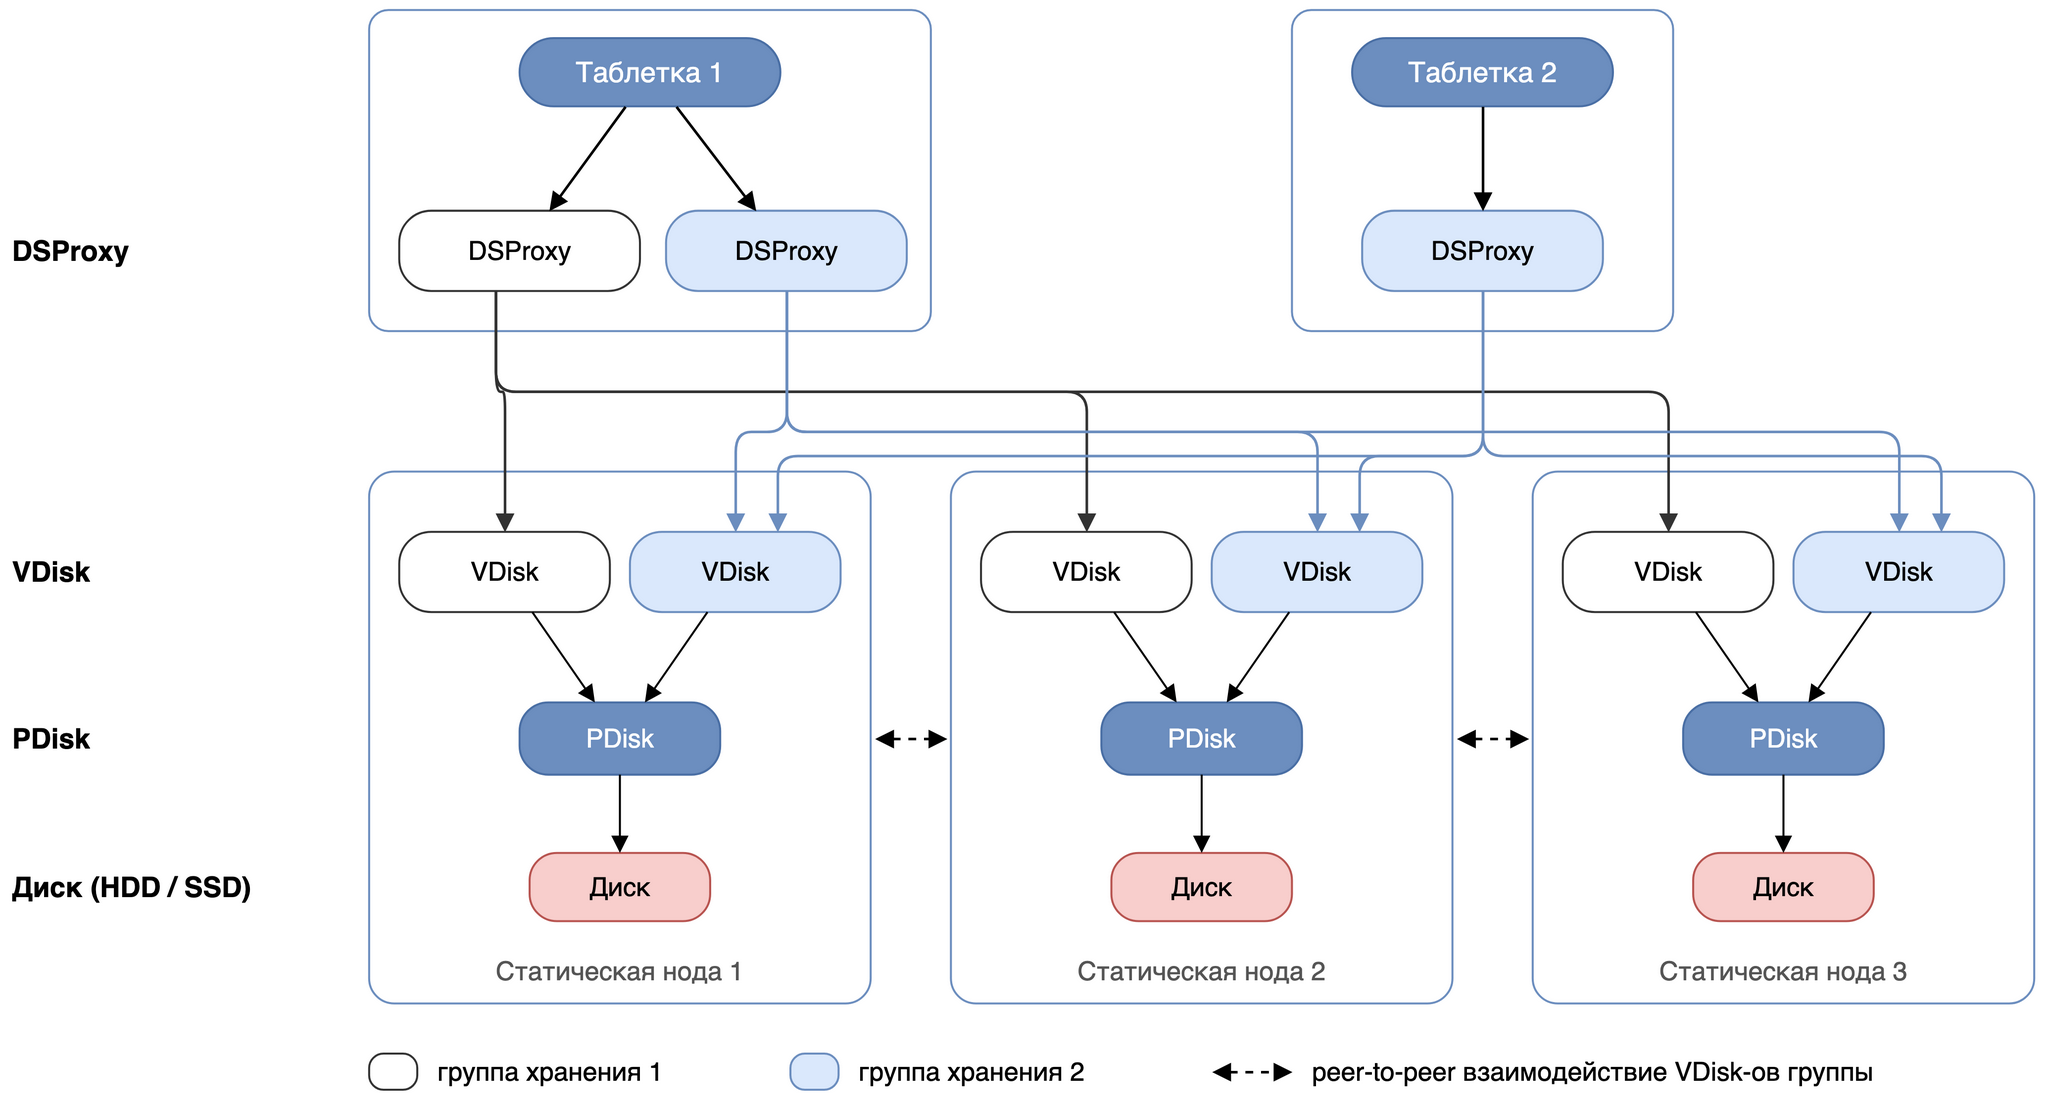 Таблетка 1
Таблетка 2
DSProxy
DSProxy
DSProxy
DSProxy
VDisk
VDisk
VDisk
VDisk
VDisk
VDisk
VDisk
PDisk
PDisk
PDisk
PDisk
Диск (HDD / SSD)
Диск
Диск
Диск
Статическая нода 1
Статическая нода 2
Статическая нода 3
группа хранения 1
группа хранения 2
peer-to-peer взаимодействие VDisk-ов группы